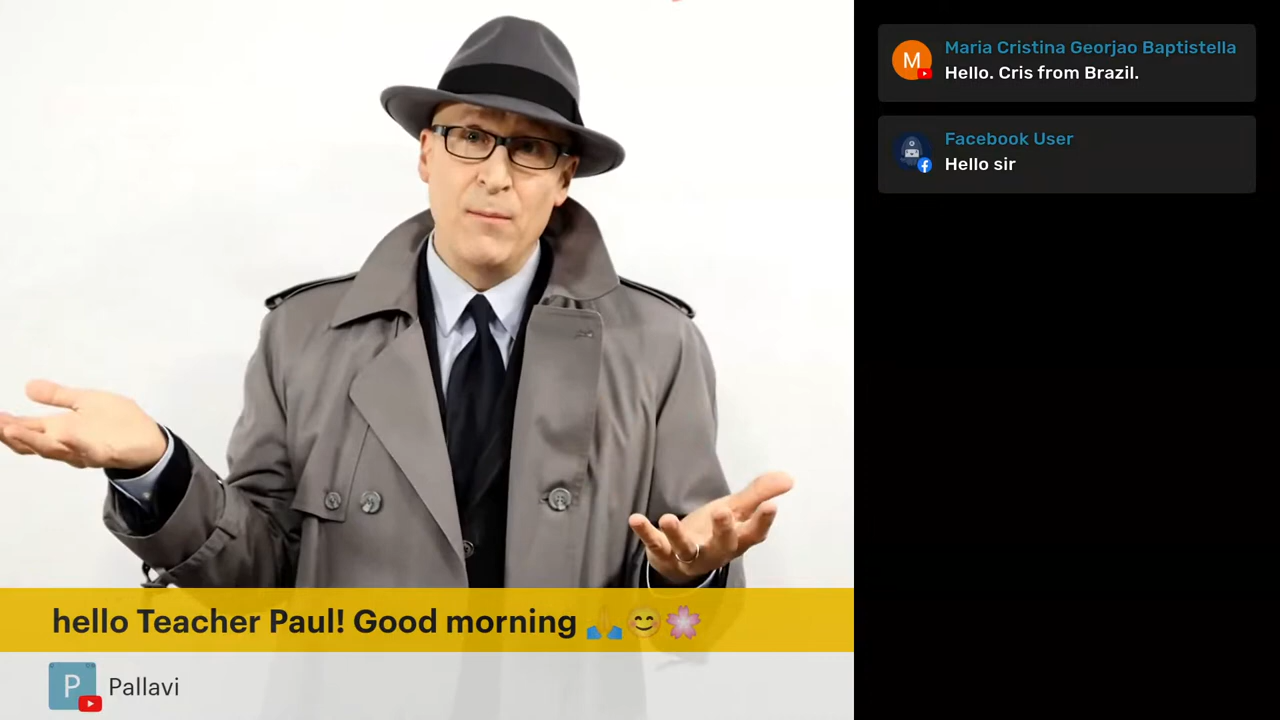 hello Teacher Paul! Good morning 🙏😊🌸
P
Pallavi
M
Maria Cristina Georjao Baptistella
Hello. Cris from Brazil.
Facebook User
Hello sir